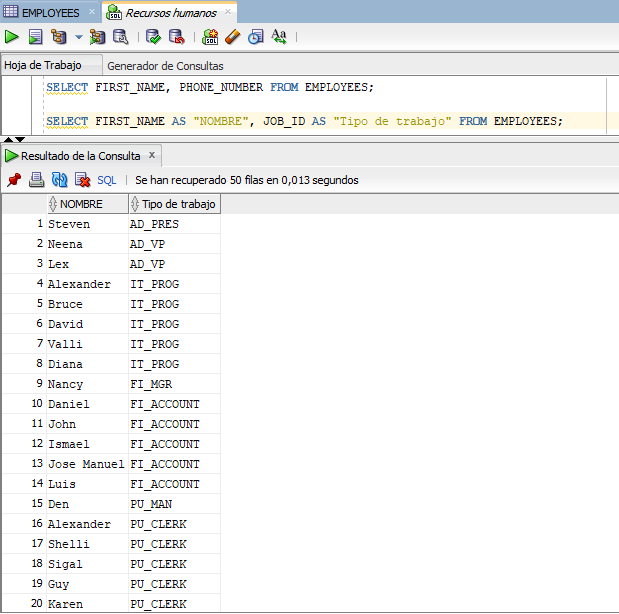 EMPLOYEES × Recursos humanos ×
SQL
SQL Aa
Hoja de Trabajo Generador de Consultas
SELECT FIRST_NAME, PHONE_NUMBER FROM EMPLOYEES;
SELECT FIRST_NAME AS "NOMBRE", JOB_ID AS "Tipo de trabajo" FROM EMPLOYEES;
Resultado de la Consulta ×
SQL | Se han recuperado 50 filas en 0,013 segundos
NOMBRE Tipo de trabajo
1 Steven AD_PRES
2 Neena AD_VP
3 Lex AD_VP
4 Alexander IT_PROG
5 Bruce IT_PROG
6 David IT_PROG
7 Valli IT_PROG
8 Diana IT_PROG
9 Nancy FI_MGR
10 Daniel FI_ACCOUNT
11 John FI_ACCOUNT
12 Ismael FI_ACCOUNT
13 Jose Manuel FI_ACCOUNT
14 Luis FI_ACCOUNT
15 Den PU_MAN
16 Alexander PU_CLERK
17 Shelli PU_CLERK
18 Sigal PU_CLERK
19 Guy PU_CLERK
20 Karen PU_CLERK